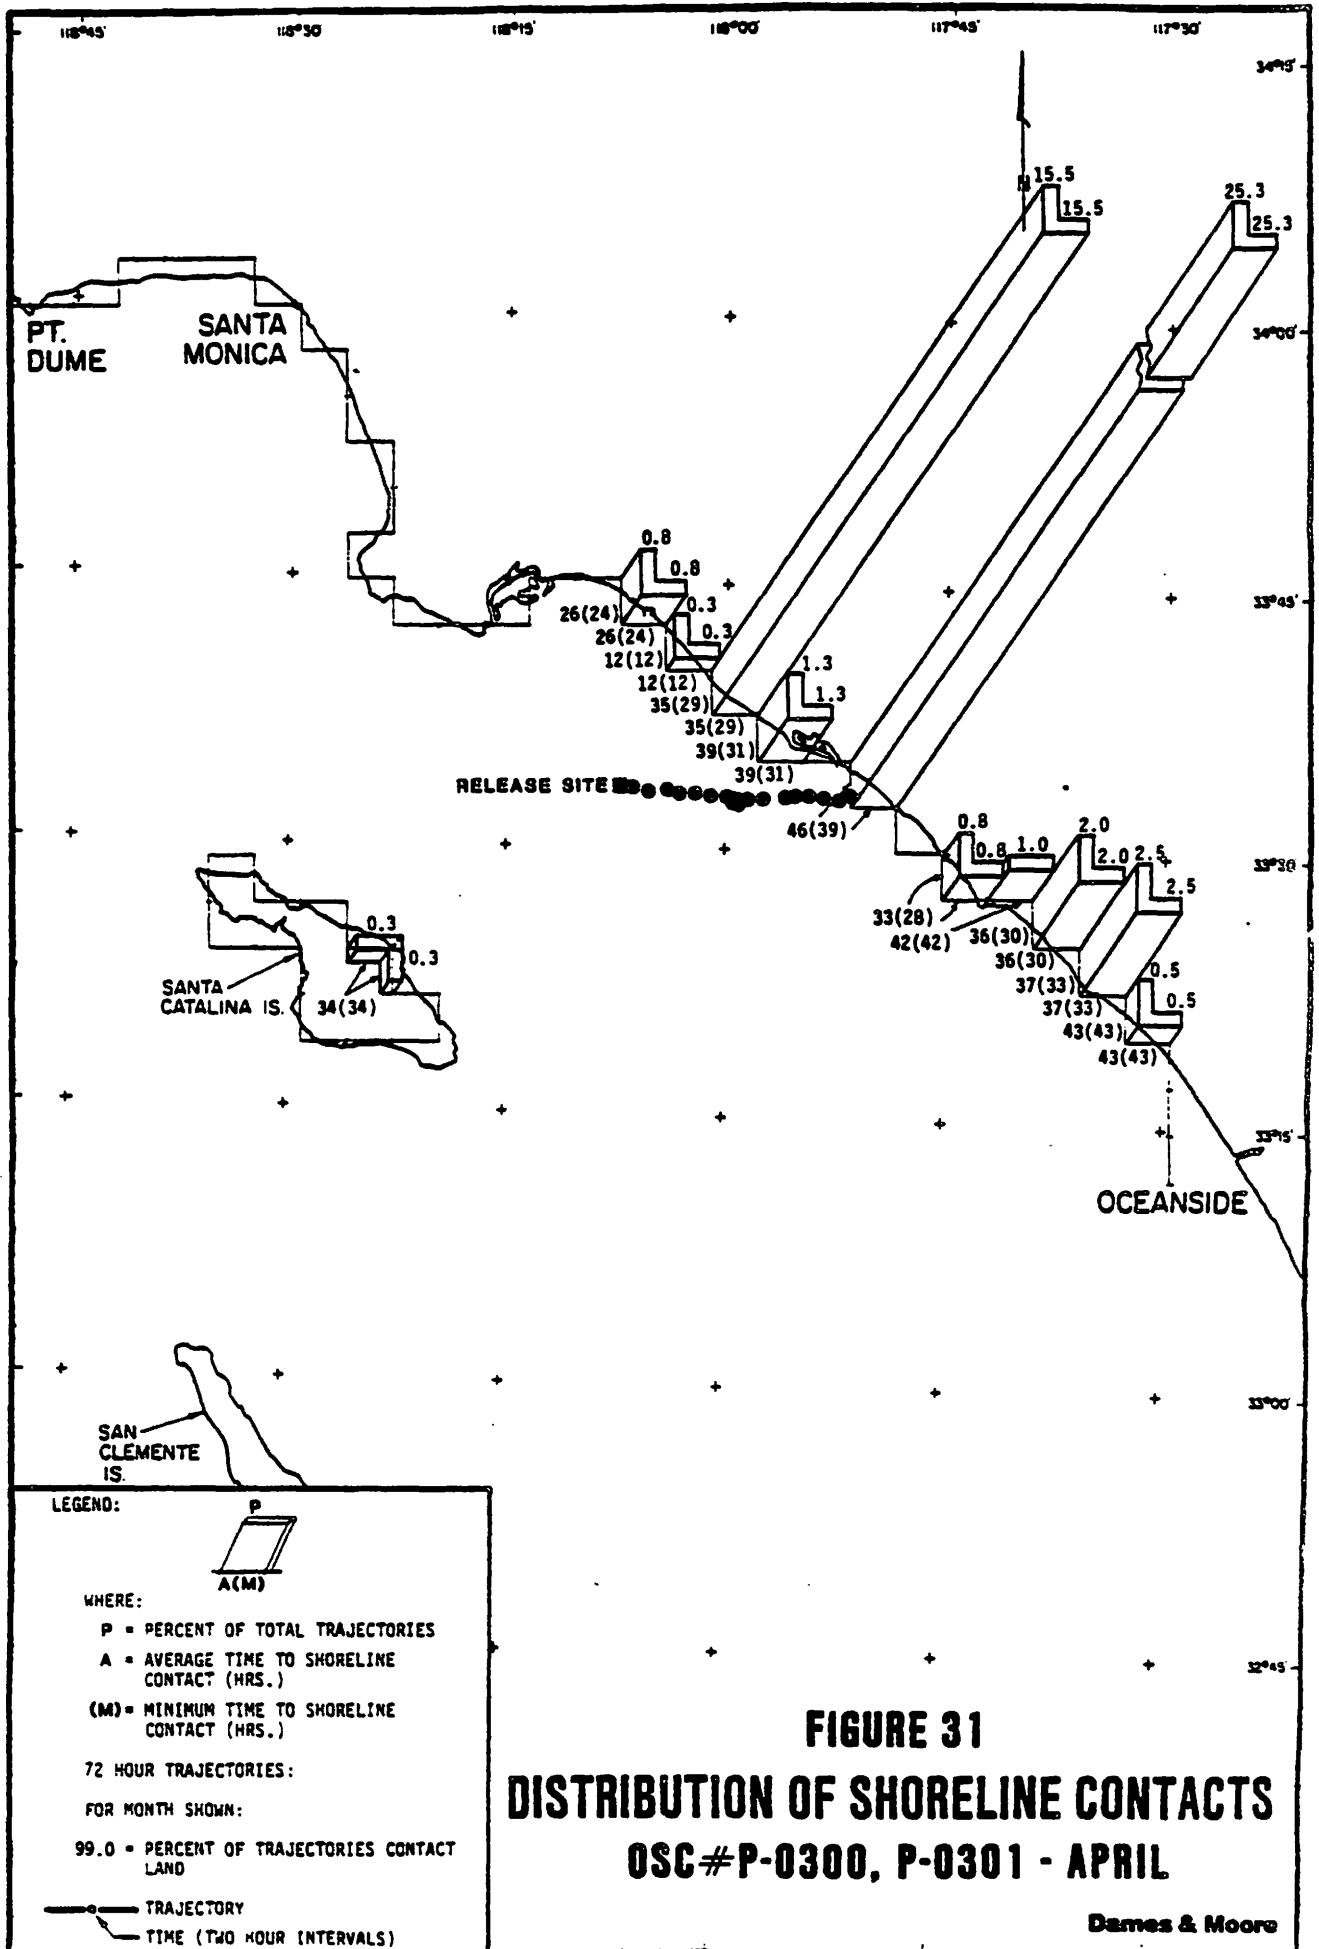 118°45' 118°30' 118°15' 118°00' 117°45' 117°30'
34°15'
N
15.5
15.5
25.3
25.3
34°00'
PT.
DUME
SANTA
MONICA
0.8
0.8
33°45'
26(24)
26(24)
0.3
0.3
12(12)
12(12)
35(29)
35(29)
1.3
1.3
39(31)
39(31)
RELEASE SITE
46(39)
0.8
0.8
1.0
2.0
2.0
2.5
2.5
33°30'
33(28)
42(42)
36(30)
36(30)
37(33)
37(33)
0.5
0.5
43(43)
43(43)
0.3
0.3
SANTA
CATALINA IS.
34(34)
33°15'
OCEANSIDE
33°00'
SAN
CLEMENTE
IS.
32°45'
LEGEND:
P
A(M)
WHERE:
P = PERCENT OF TOTAL TRAJECTORIES
A = AVERAGE TIME TO SHORELINE
CONTACT (HRS.)
(M)= MINIMUM TIME TO SHORELINE
CONTACT (HRS.)
72 HOUR TRAJECTORIES:
FOR MONTH SHOWN:
99.0 = PERCENT OF TRAJECTORIES CONTACT
LAND
TRAJECTORY
TIME (TWO HOUR INTERVALS)
FIGURE 31
DISTRIBUTION OF SHORELINE CONTACTS
OSC#P-0300, P-0301 - APRIL
Dames & Moore